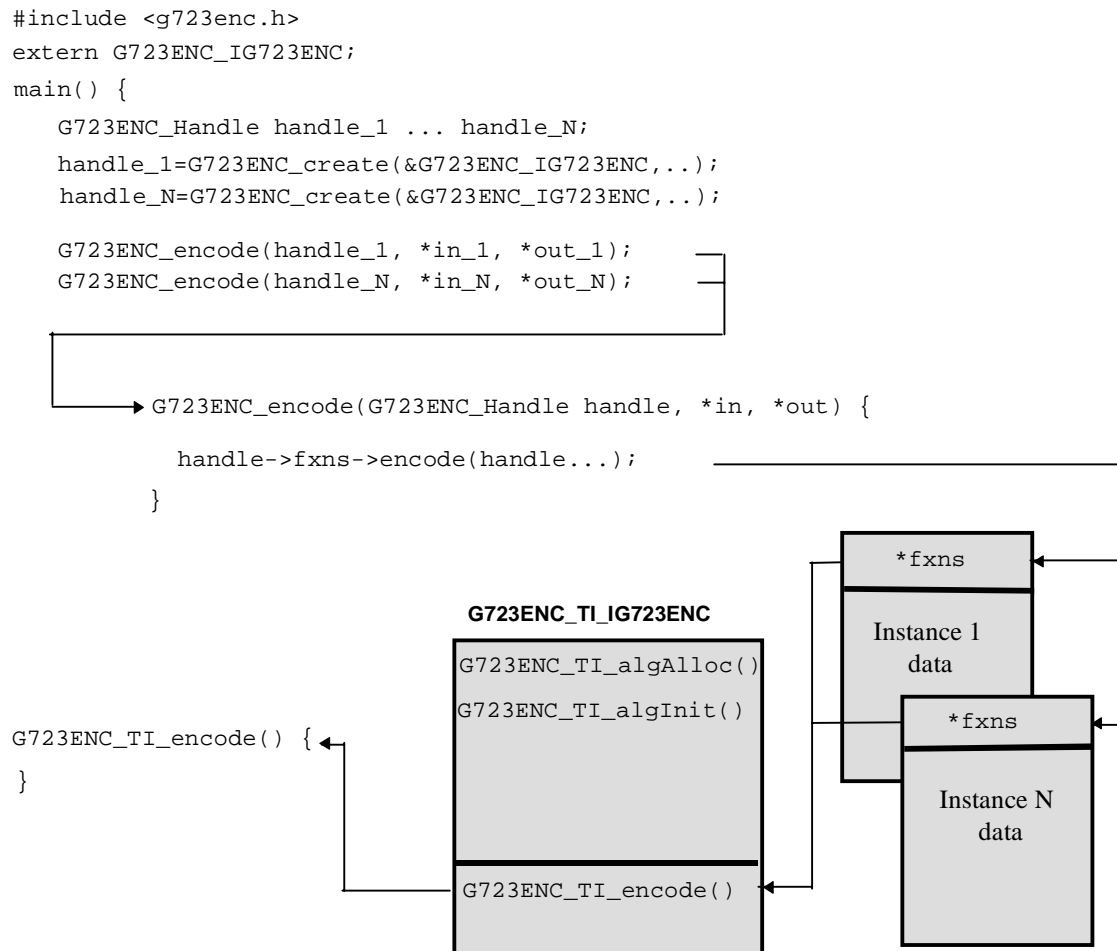 #include <g723enc.h>
extern G723ENC_IG723ENC;
main() {
G723ENC_Handle handle_1 ... handle_N;
handle_1=G723ENC_create(&G723ENC_IG723ENC,..);
handle_N=G723ENC_create(&G723ENC_IG723ENC,..);
G723ENC_encode(handle_1, *in_1, *out_1);
G723ENC_encode(handle_N, *in_N, *out_N);
G723ENC_encode(G723ENC_Handle handle, *in, *out) {
handle->fxns->encode(handle...);
}
*fxns
Instance 1
data
*fxns
Instance N
data
G723ENC_TI_IG723ENC
G723ENC_TI_algAlloc()
G723ENC_TI_algInit()
G723ENC_TI_encode()
G723ENC_TI_encode() {
}